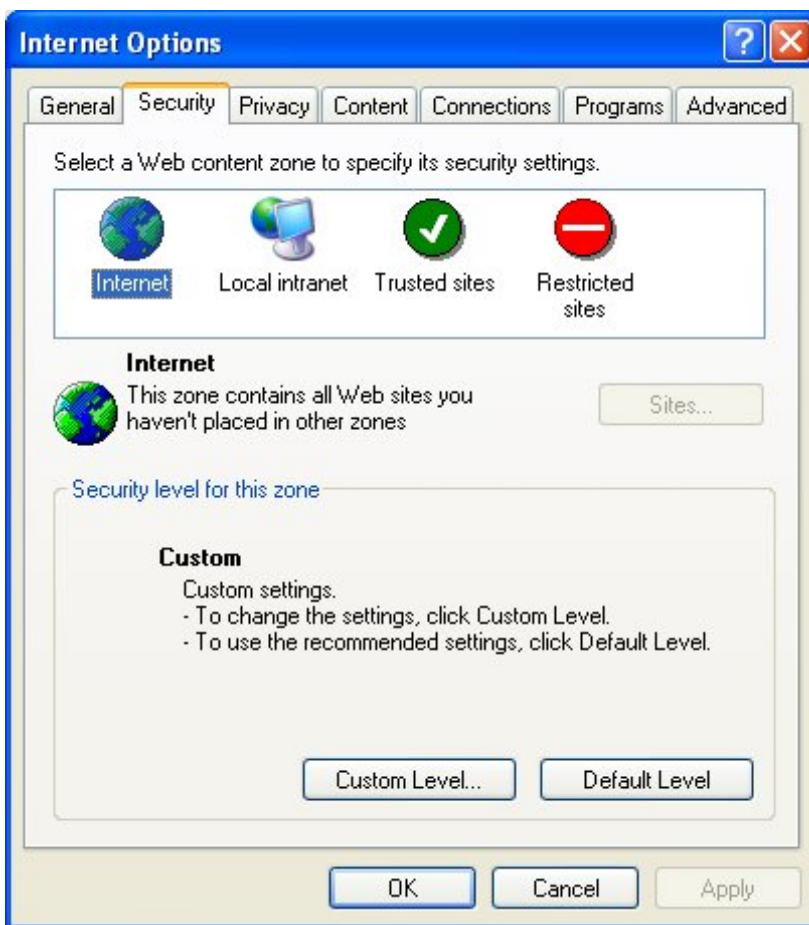 Internet Options
General Security Privacy Content Connections Programs Advanced
Select a Web content zone to specify its security settings.
Internet Local intranet Trusted sites Restricted
sites
Internet
This zone contains all Web sites you
haven't placed in other zones
Sites...
Security level for this zone
Custom
Custom settings.
- To change the settings, click Custom Level.
- To use the recommended settings, click Default Level.
Custom Level... Default Level
OK Cancel Apply